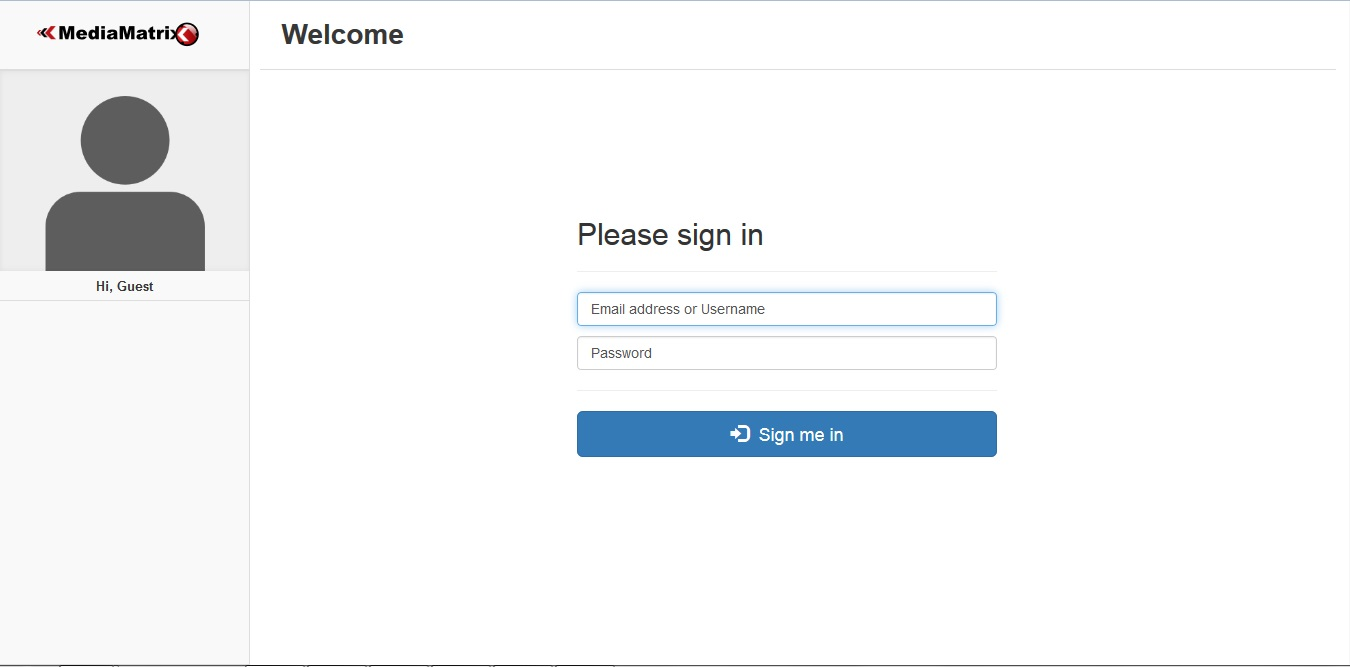 MediaMatrix
Welcome
Hi, Guest
Please sign in
Email address or Username
Password
Sign me in